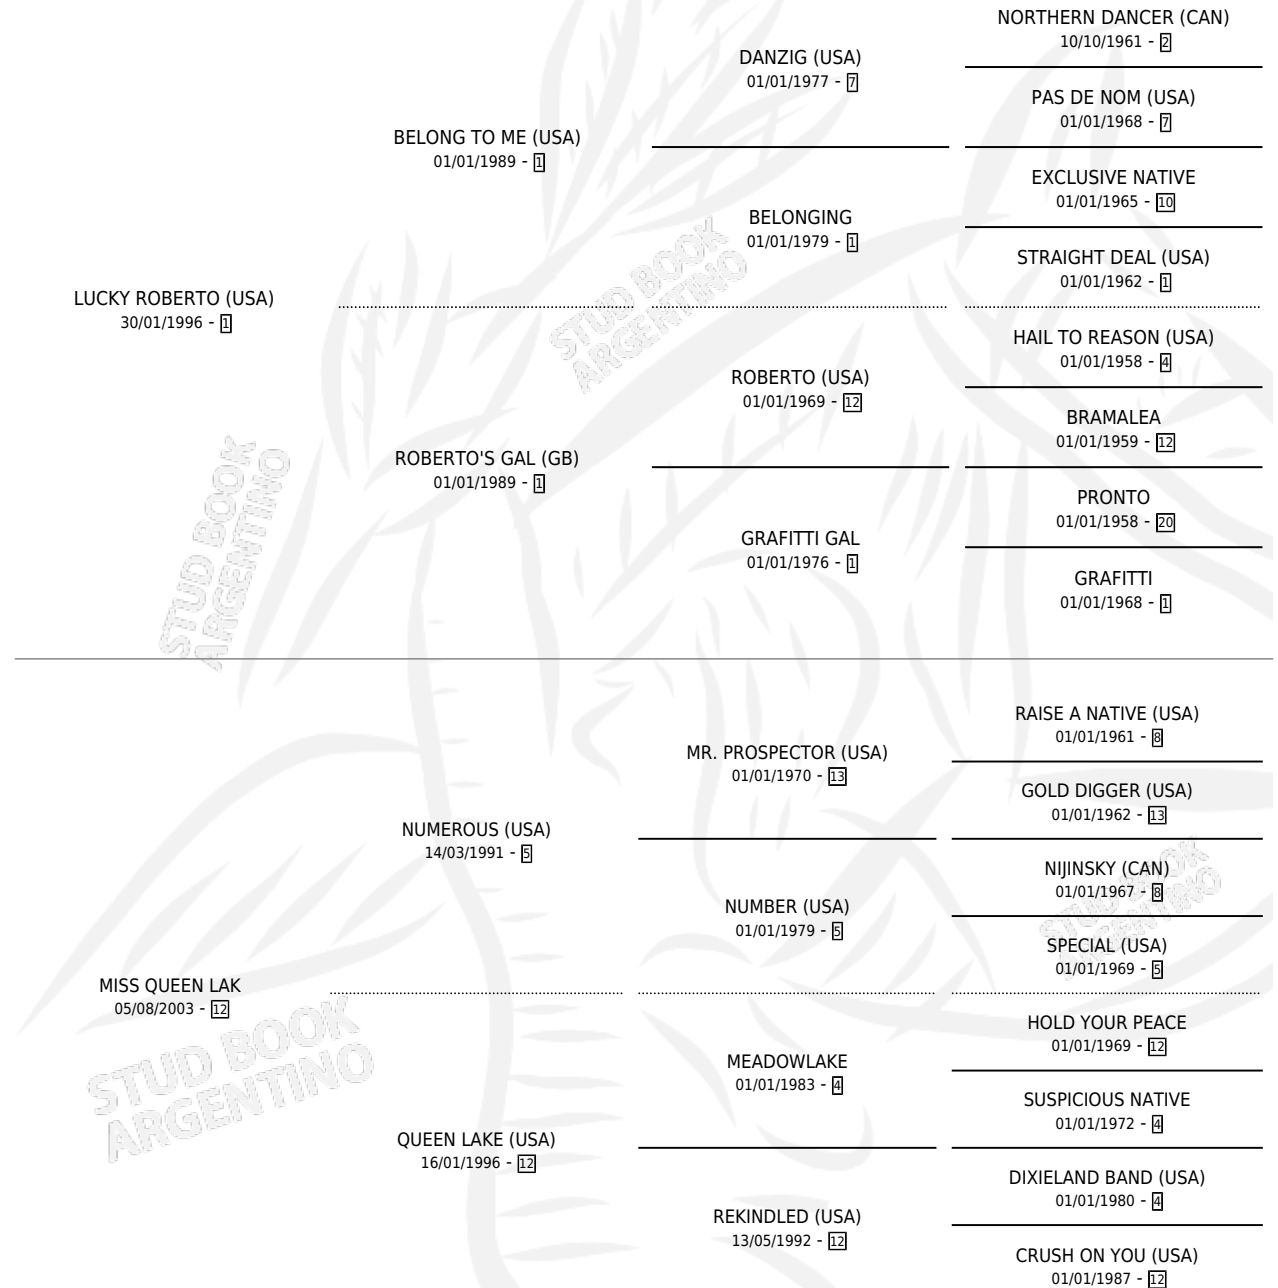 LUCKY ROBERTO (USA)
30/01/1996 - 1
BELONG TO ME (USA)
01/01/1989 - 1
ROBERTO'S GAL (GB)
01/01/1989 - 1
DANZIG (USA)
01/01/1977 - 7
BELONGING
01/01/1979 - 1
ROBERTO (USA)
01/01/1969 - 12
GRAFITTI GAL
01/01/1976 - 1
NORTHERN DANCER (CAN)
10/10/1961 - 2
PAS DE NOM (USA)
01/01/1968 - 7
EXCLUSIVE NATIVE
01/01/1965 - 10
STRAIGHT DEAL (USA)
01/01/1962 - 1
HAIL TO REASON (USA)
01/01/1958 - 4
BRAMALEA
01/01/1959 - 12
PRONTO
01/01/1958 - 20
GRAFITTI
01/01/1968 - 1
STUD BOOK
ARGENTINO
STUD BOOK
ARGENTINO
MISS QUEEN LAK
05/08/2003 - 12
NUMEROUS (USA)
14/03/1991 - 5
QUEEN LAKE (USA)
16/01/1996 - 12
MR. PROSPECTOR (USA)
01/01/1970 - 13
NUMBER (USA)
01/01/1979 - 5
MEADOWLAKE
01/01/1983 - 4
REKINDLED (USA)
13/05/1992 - 12
RAISE A NATIVE (USA)
01/01/1961 - 8
GOLD DIGGER (USA)
01/01/1962 - 13
NIJINSKY (CAN)
01/01/1967 - 8
SPECIAL (USA)
01/01/1969 - 5
HOLD YOUR PEACE
01/01/1969 - 12
SUSPICIOUS NATIVE
01/01/1972 - 4
DIXIELAND BAND (USA)
01/01/1980 - 4
CRUSH ON YOU (USA)
01/01/1987 - 12
STUD BOOK
ARGENTINO
STUD BOOK
ARGENTINO